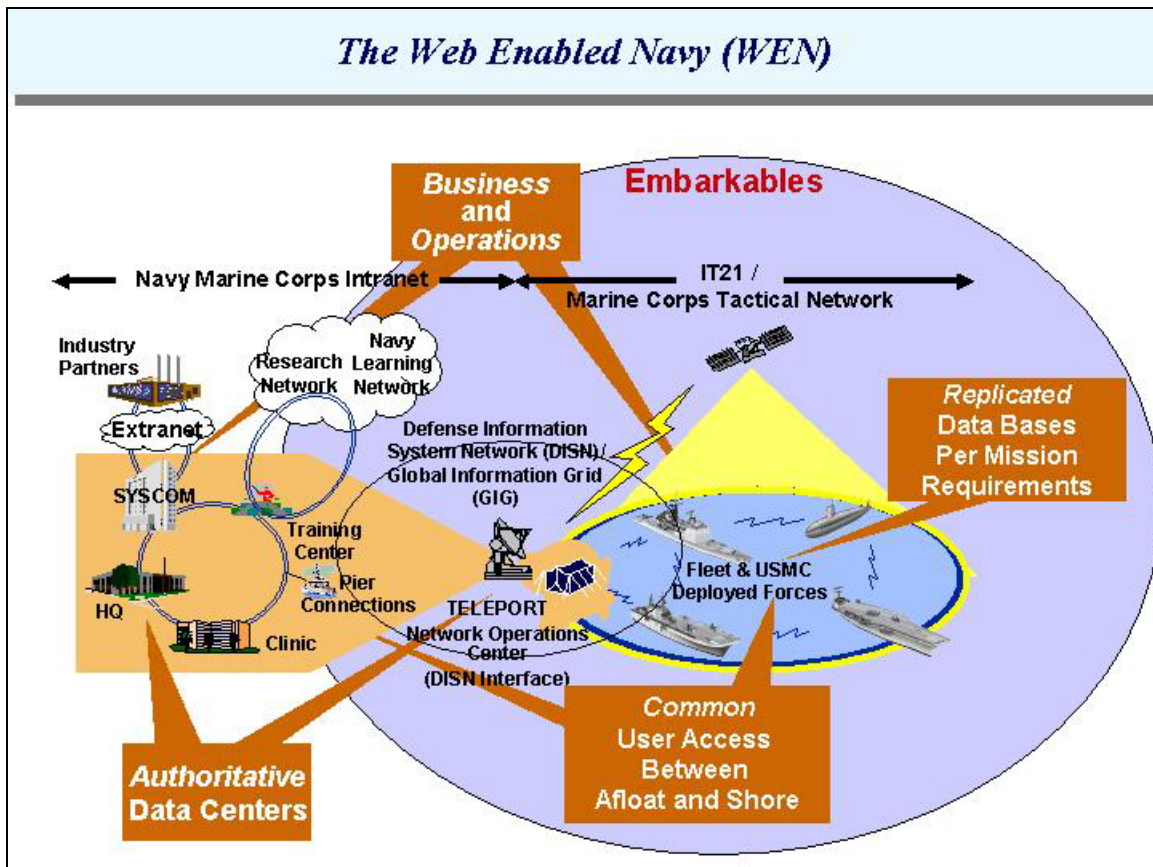 The Web Enabled Navy (WEN)
Business
and
Operations
Embarkables
Navy Marine Corps Intranet
IT21 /
Marine Corps Tactical Network
Industry
Partners
Research
Network
Navy
Learning
Network
Extranet
SYSCOM
Defense Information
System Network (DISN) /
Global Information Grid
(GIG)
Replicated
Data Bases
Per Mission
Requirements
Training
Center
Pier
Connections
HQ
Clinic
TELEPORT
Network Operations
Center
(DISN Interface)
Fleet & USMC
Deployed Forces
Authoritative
Data Centers
Common
User Access
Between
Afloat and Shore